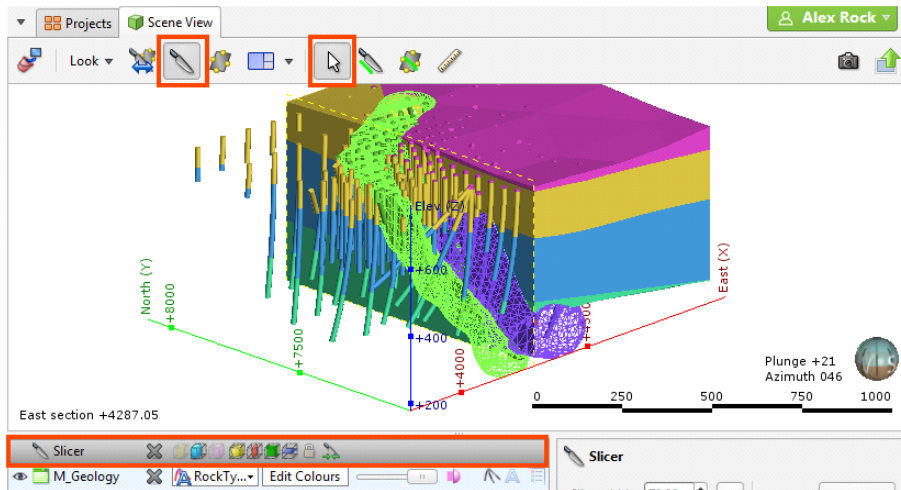 Projects Scene View Alex Rock
Look
Elev (Z)
+600
+400
+200
North (Y)
+8000
+7500
East (X)
+4000
Plunge +21
Azimuth 046
0 250 500 750 1000
East section +4287.05
Slicer
Slicer
M_Geology RockTy... Edit Colours